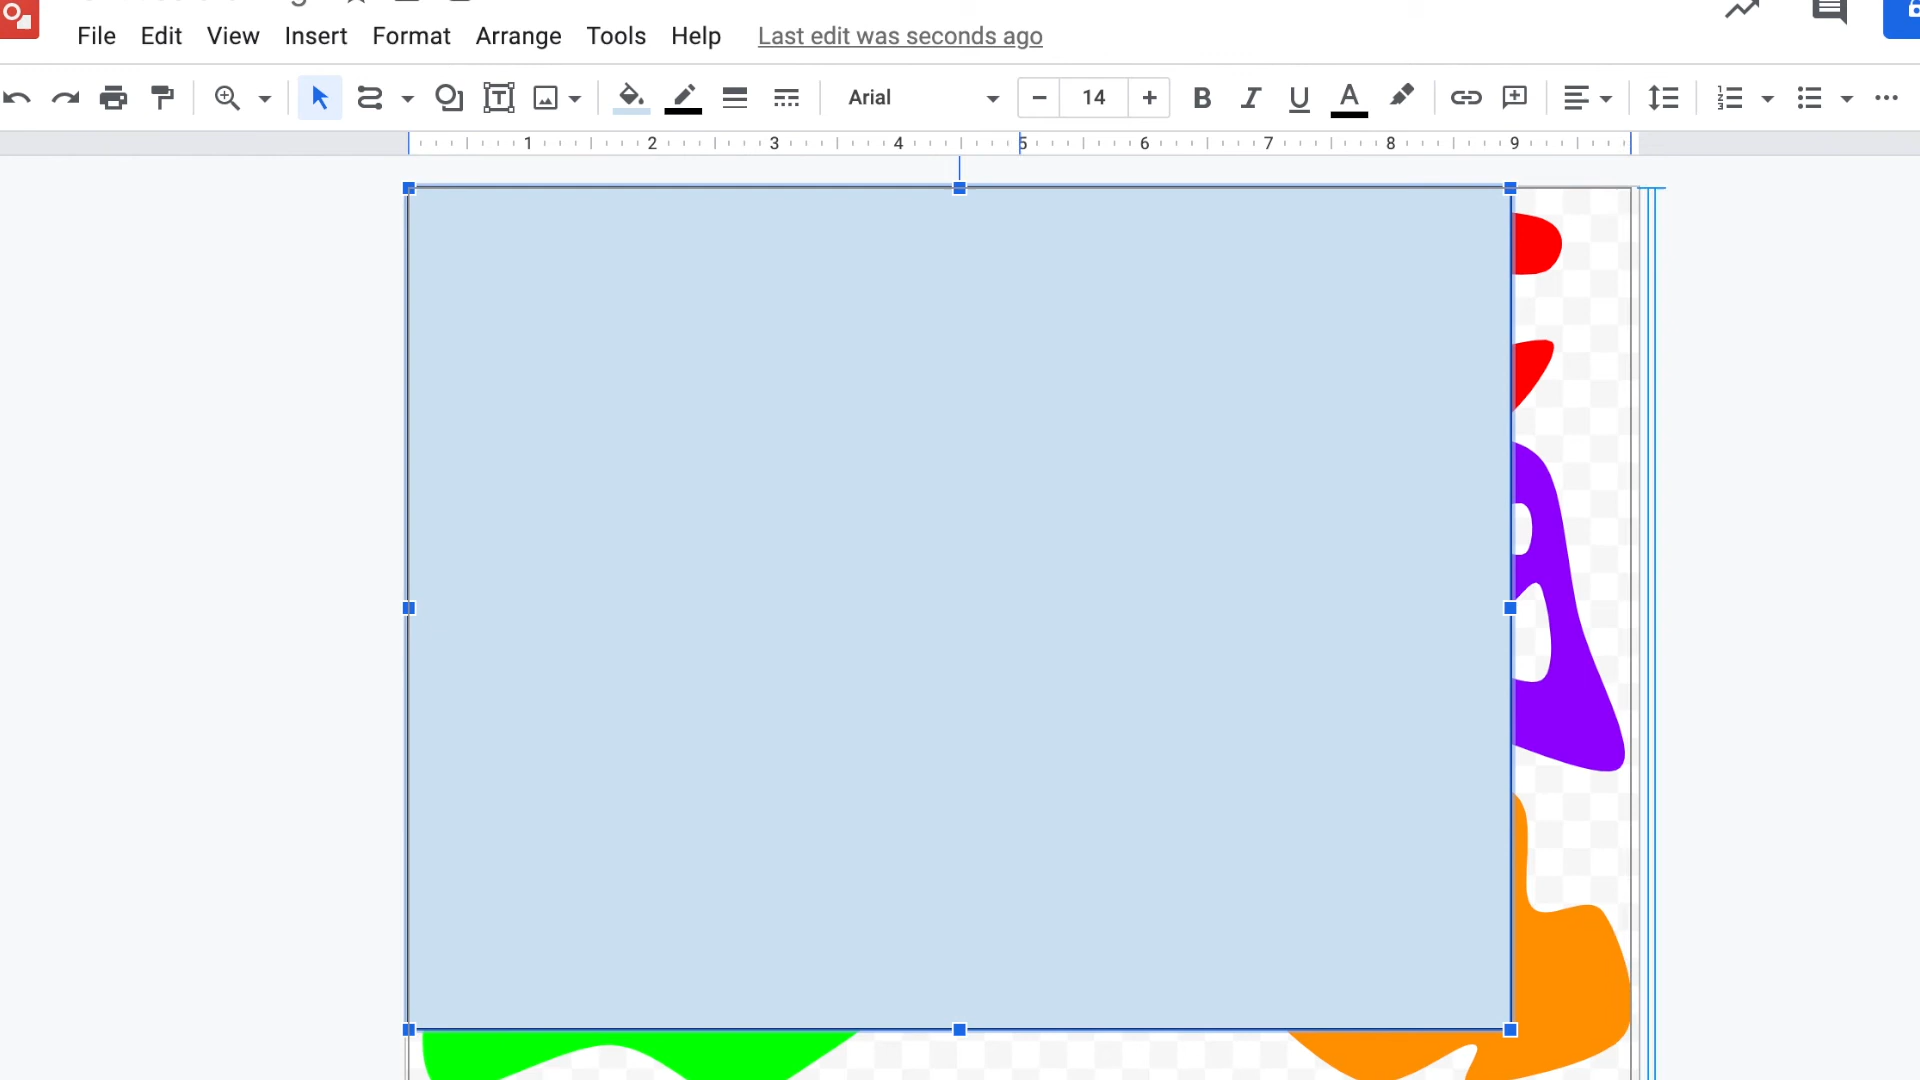 File Edit View Insert Format Arrange Tools Help Last edit was seconds ago
Arial 14 B I U A
1 2 3 4 5 6 7 8 9